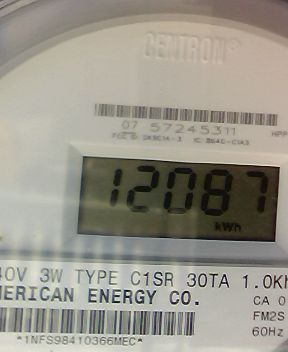 CENTRON®
07 57245311
12087
kWh
40V 3W TYPE C1SR 30TA 1.0Kh
MERICAN ENERGY CO.
CA 0
FM2S
60Hz
*1NFS98410366MEC*